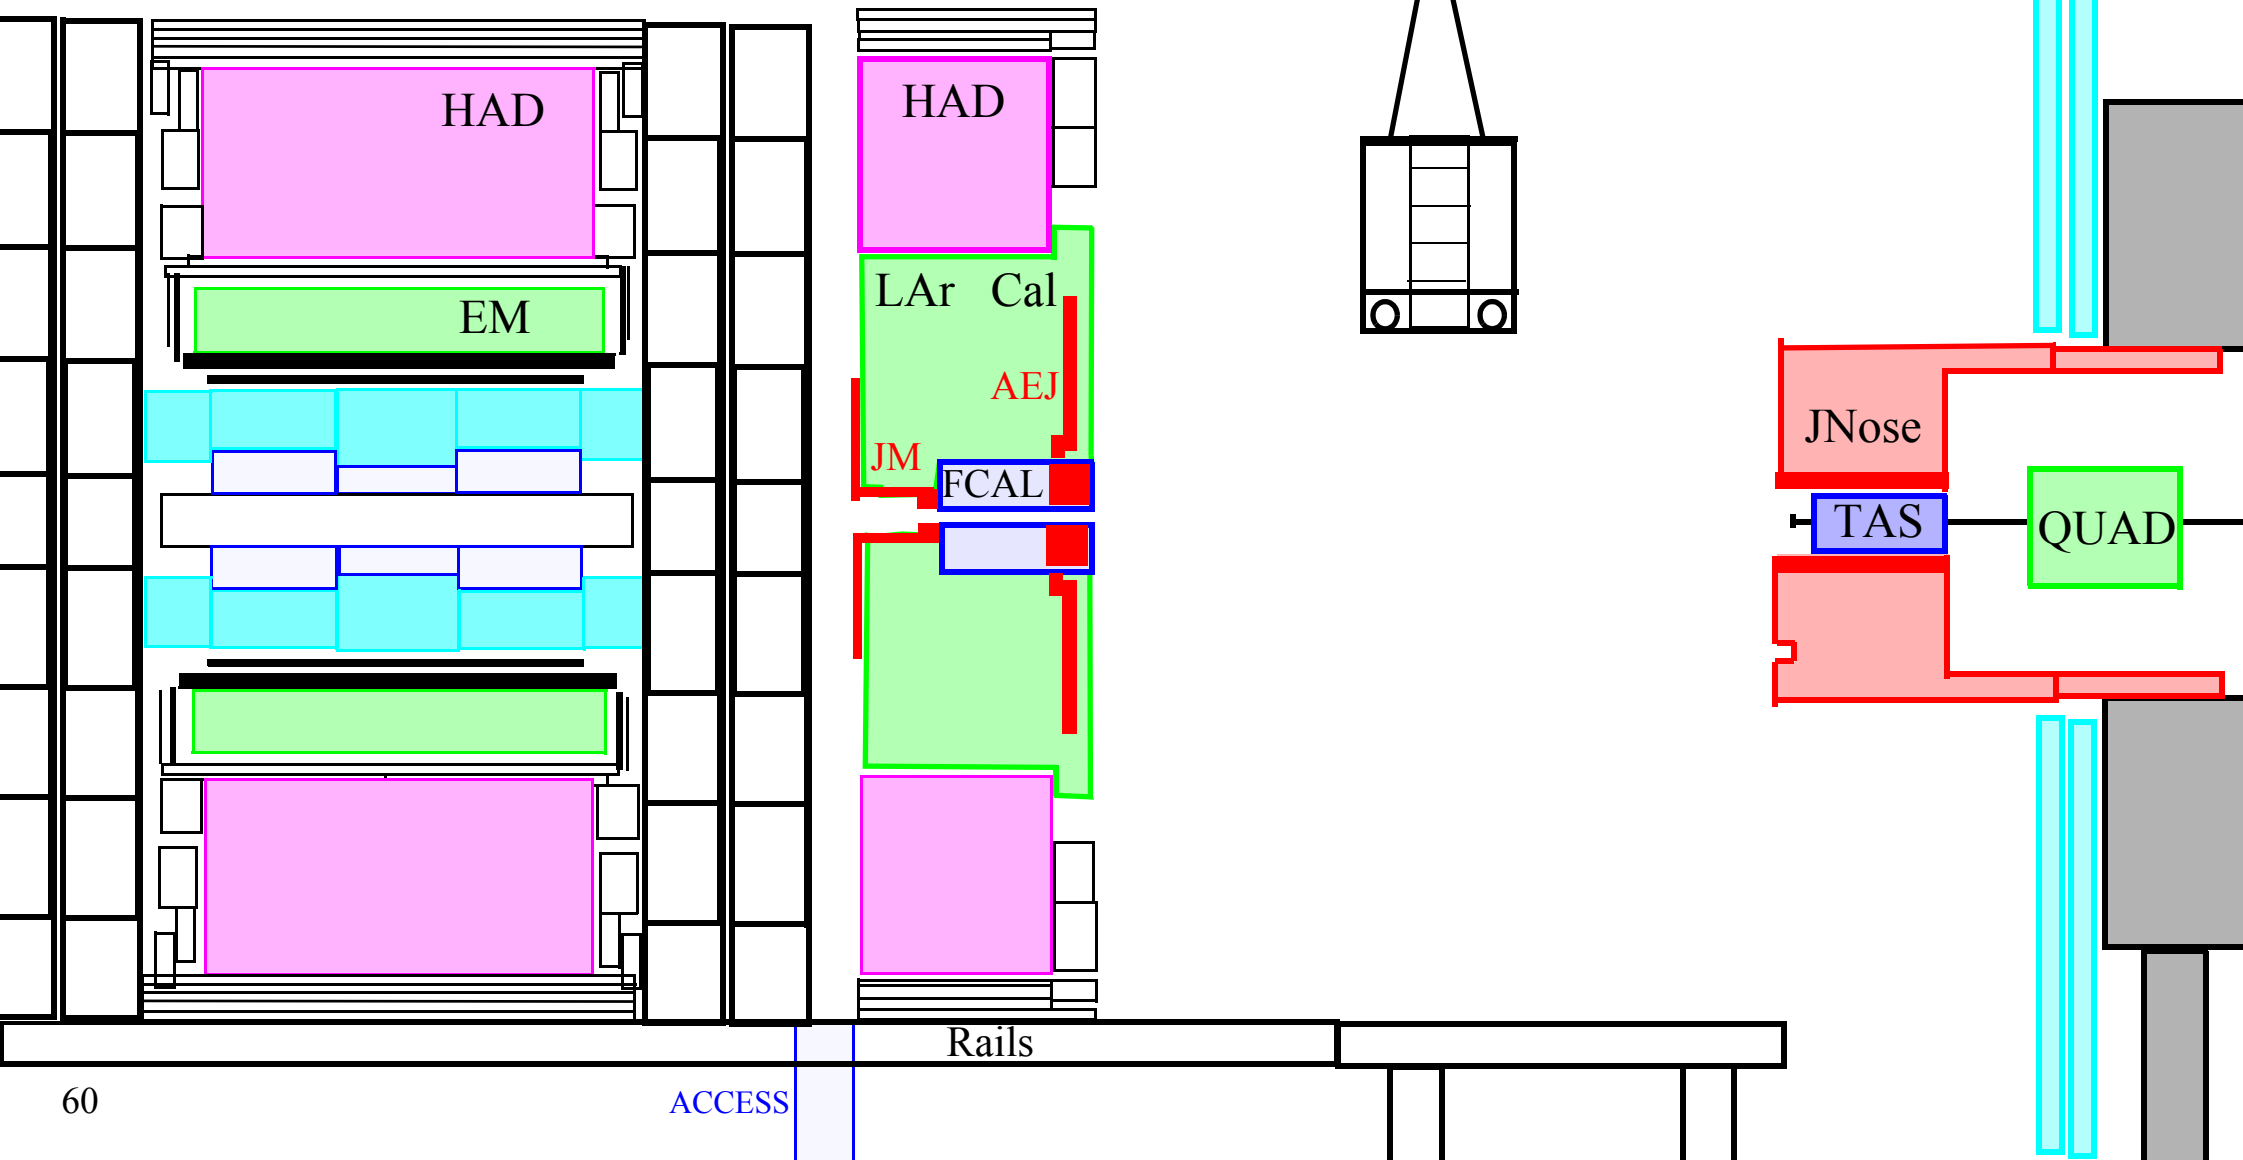 HAD
HAD
EM
LAr Cal
AEJ
JM
FCAL
JNose
TAS
QUAD
Rails
60
ACCESS